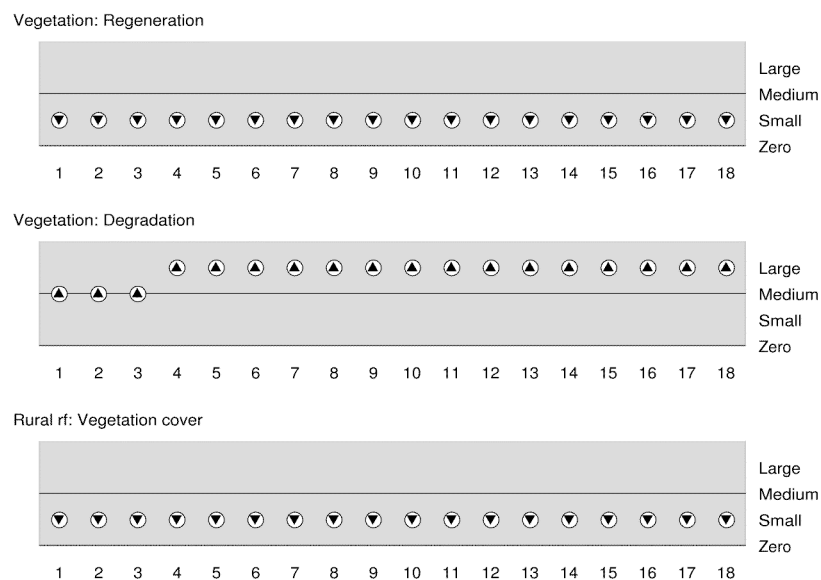 Vegetation: Regeneration
Large
Medium
Small
Zero
1 2 3 4 5 6 7 8 9 10 11 12 13 14 15 16 17 18
Vegetation: Degradation
Large
Medium
Small
Zero
1 2 3 4 5 6 7 8 9 10 11 12 13 14 15 16 17 18
Rural rf: Vegetation cover
Large
Medium
Small
Zero
1 2 3 4 5 6 7 8 9 10 11 12 13 14 15 16 17 18